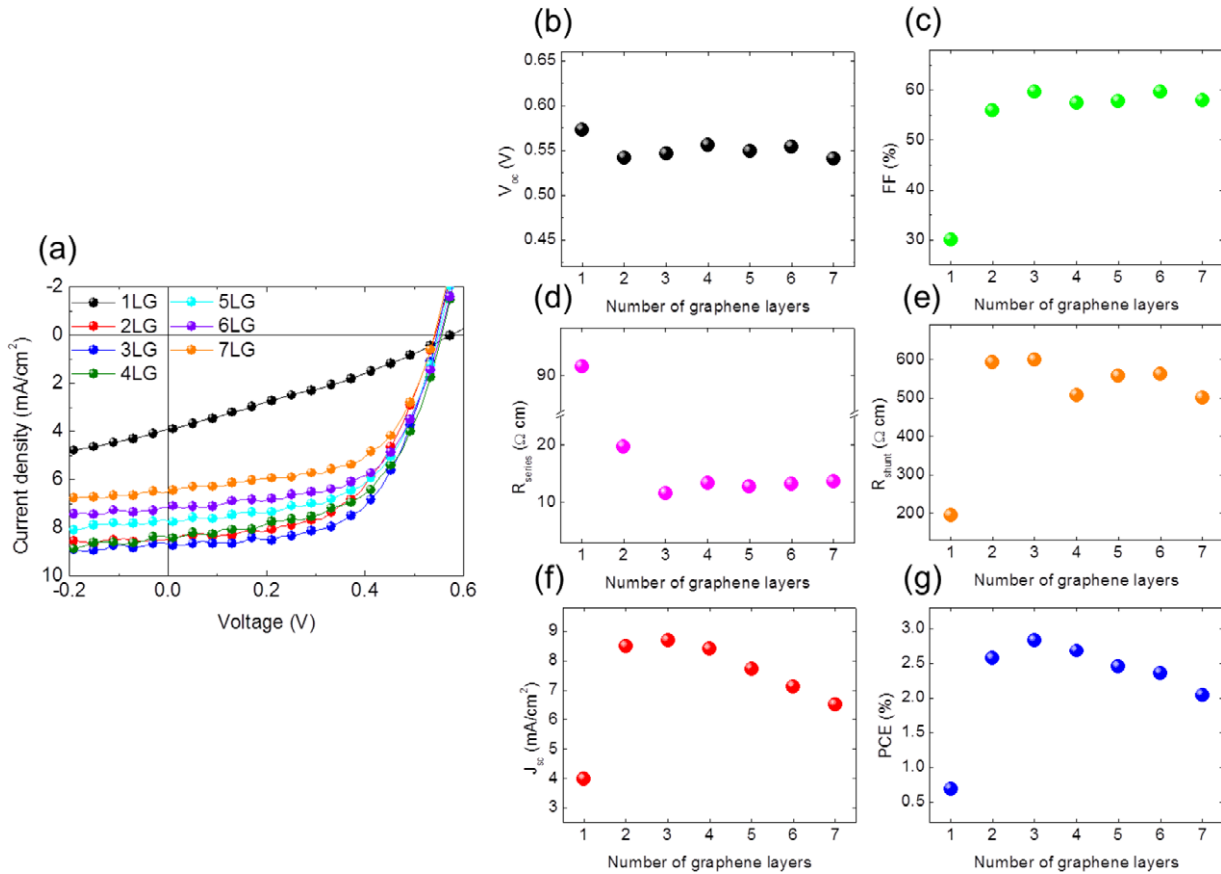 (a)
-2
0
2
4
6
8
10
Current density (mA/cm²)
1LG 5LG
2LG 6LG
3LG 7LG
4LG
-0.2 0.0 0.2 0.4 0.6
Voltage (V)
(b)
0.65
0.60
0.55
0.50
0.45
V_oc (V)
1 2 3 4 5 6 7
Number of graphene layers
(c)
60
50
40
30
FF (%)
1 2 3 4 5 6 7
Number of graphene layers
(d)
90
20
10
R_series (Ω cm)
1 2 3 4 5 6 7
Number of graphene layers
(e)
600
500
400
300
200
R_shunt (Ω cm)
1 2 3 4 5 6 7
Number of graphene layers
(f)
9
8
7
6
5
4
3
J_sc (mA/cm²)
1 2 3 4 5 6 7
Number of graphene layers
(g)
3.0
2.5
2.0
1.5
1.0
0.5
PCE (%)
1 2 3 4 5 6 7
Number of graphene layers